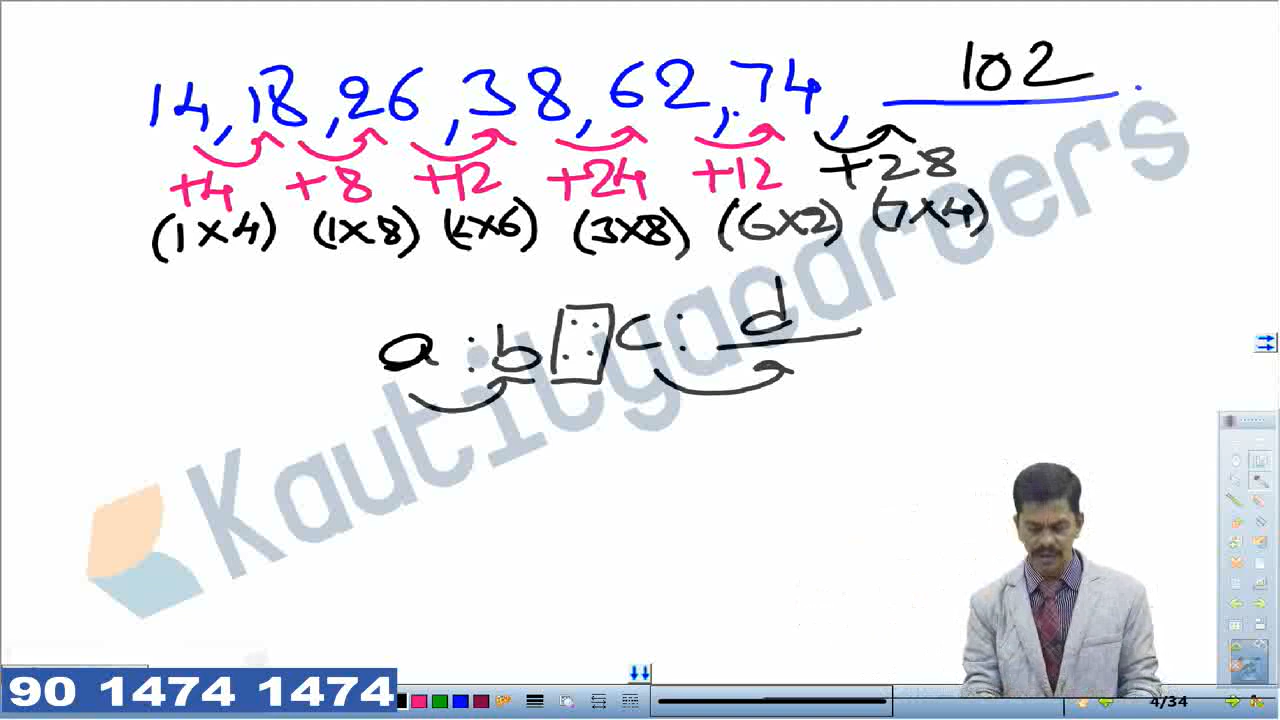 102
14, 18, 26, 38, 62, 74, ___.
+4 +8 +12 +24 +12 +28
(1×4) (1×8) (2×6) (3×8) (6×2) (7×4)
a : b :: c : d
Kautilyacareers
90 1474 1474
4/34